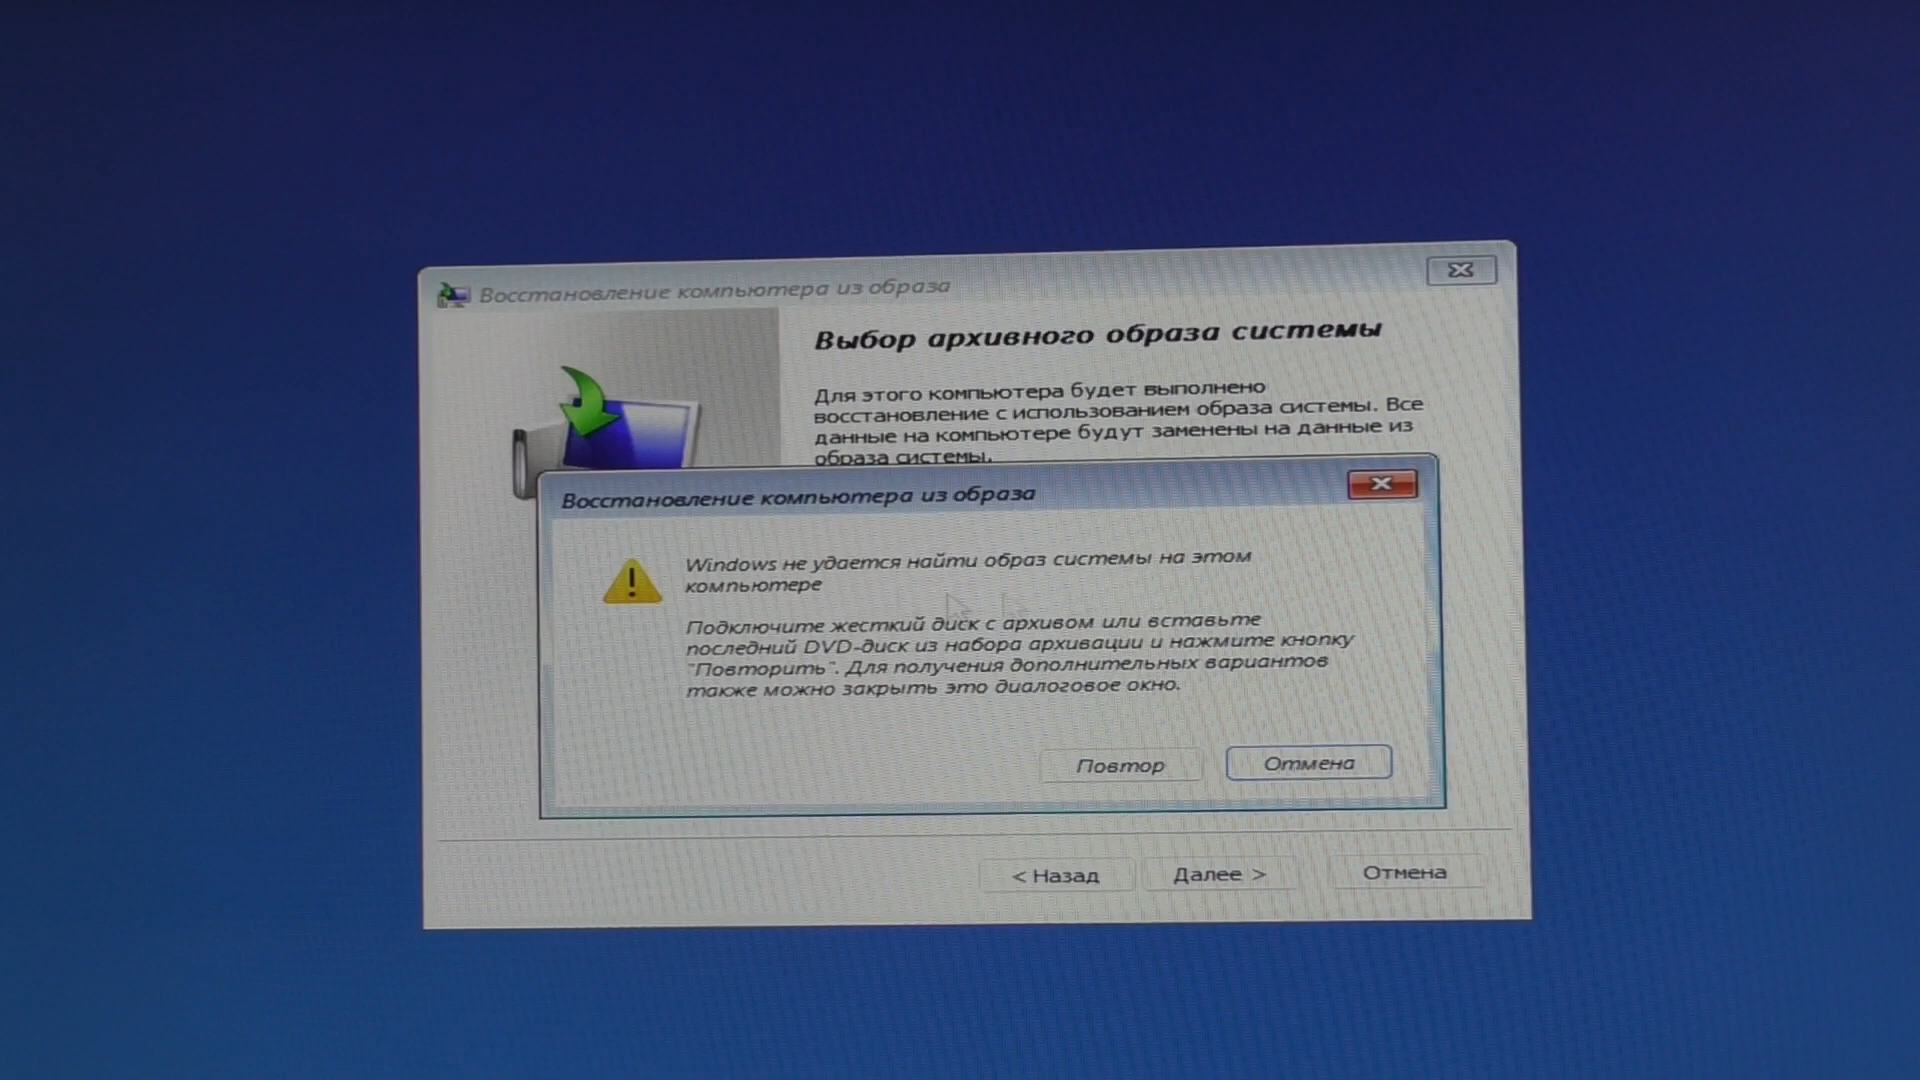 Восстановление компьютера из образа
Выбор архивного образа системы
Для этого компьютера будет выполнено
восстановление с использованием образа системы. Все
данные на компьютере будут заменены на данные из
образа системы.
Восстановление компьютера из образа
Windows не удается найти образ системы на этом
компьютере
Подключите жесткий диск с архивом или вставьте
последний DVD-диск из набора архивации и нажмите кнопку
"Повторить". Для получения дополнительных вариантов
также можно закрыть это диалоговое окно.
Повтор
Отмена
< Назад
Далее >
Отмена